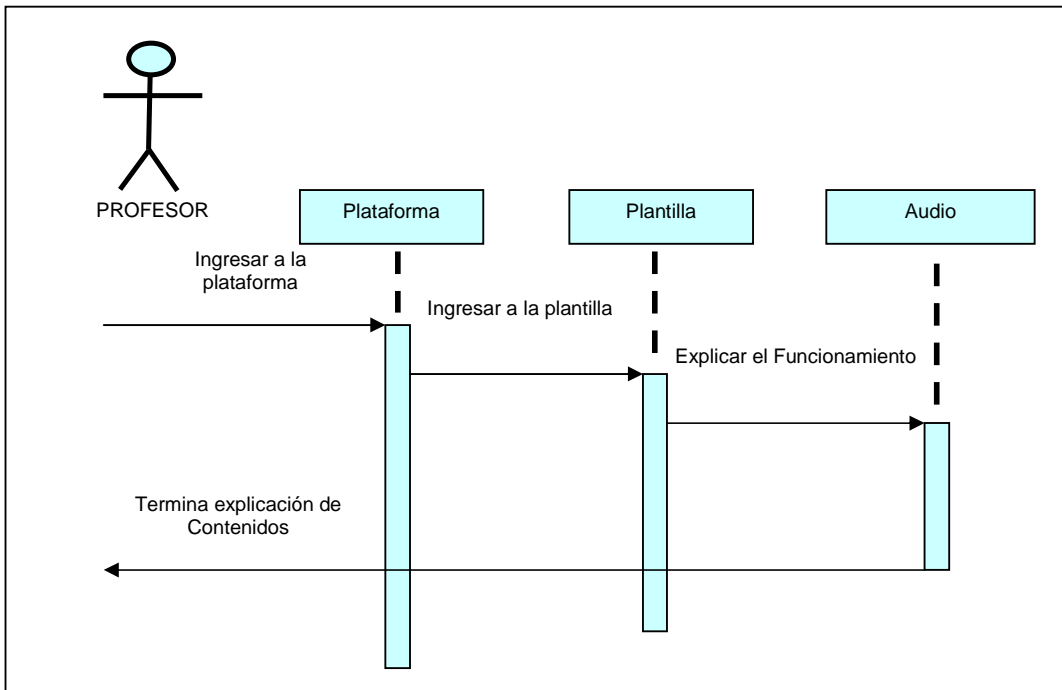 PROFESOR
Plataforma
Plantilla
Audio
Ingresar a la
plataforma
Ingresar a la plantilla
Explicar el Funcionamiento
Termina explicación de
Contenidos